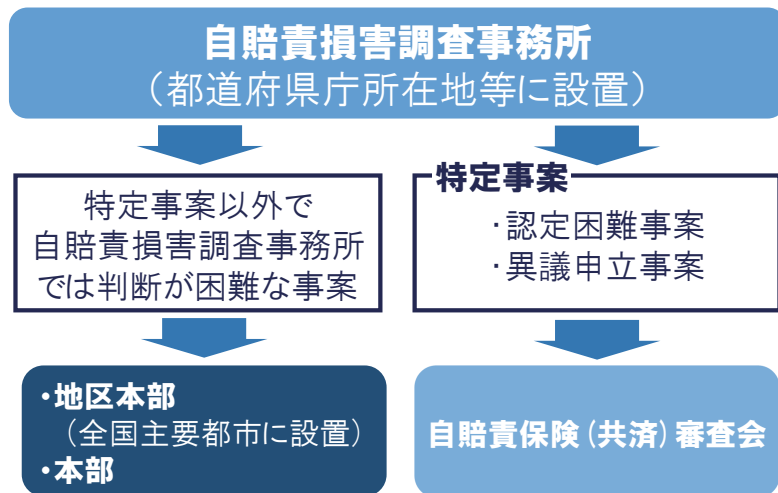 自賠責損害調査事務所
（都道府県庁所在地等に設置）
特定事案以外で
自賠責損害調査事務所
では判断が困難な事案
特定事案
・認定困難事案
・異議申立事案
・地区本部
（全国主要都市に設置）
・本部
自賠責保険（共済）審査会